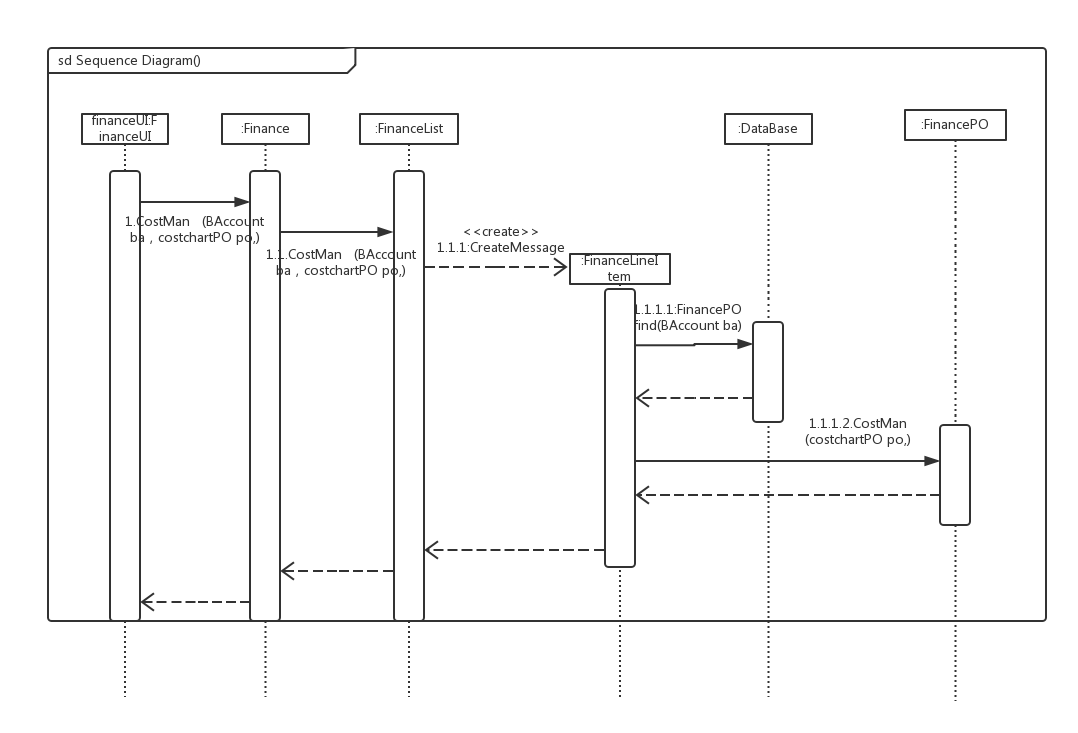 sd Sequence Diagram()
financeUI:F
inanceUI
:Finance
:FinanceList
:DataBase
:FinancePO
1.CostMan (BAccount
ba , costchartPO po,)
1.1.CostMan (BAccount
ba , costchartPO po,)
<<create>>
1.1.1:CreateMessage
:FinanceLineI
tem
1.1.1.1:FinancePO
find(BAccount ba)
1.1.1.2.CostMan
(costchartPO po,)